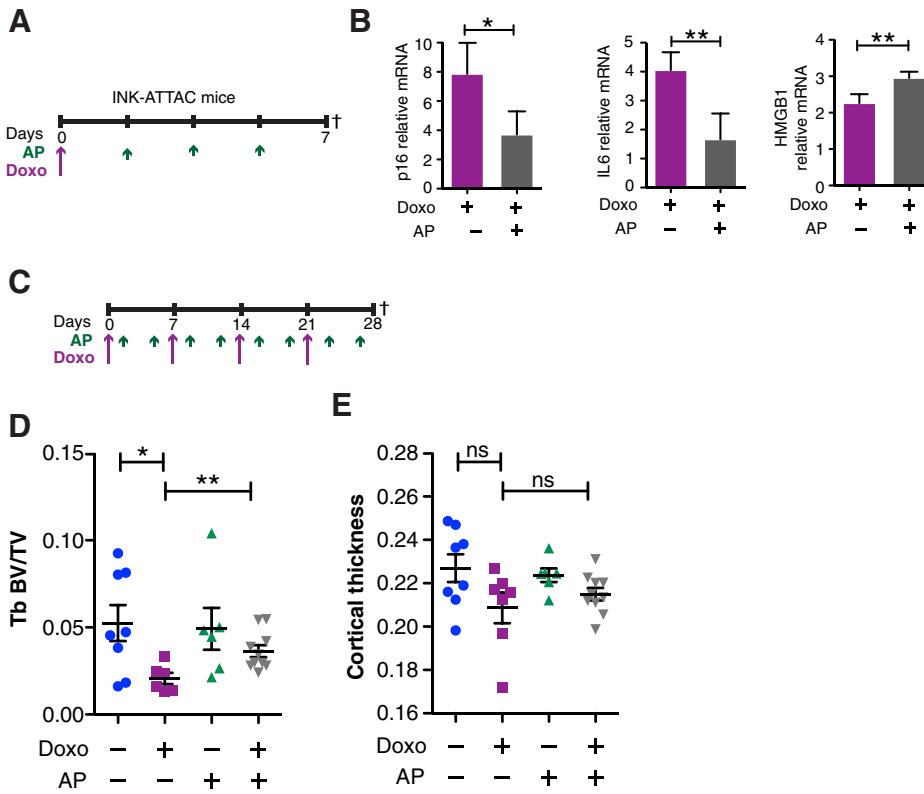 A
INK-ATTAC mice
Days 0 7 †
AP
Doxo
B
p16 relative mRNA
10
8
6
4
2
0
*
Doxo + +
AP – +
IL6 relative mRNA
5
4
3
2
1
0
**
Doxo + +
AP – +
HMGB1
relative mRNA
4
3
2
1
0
**
Doxo + +
AP – +
C
Days 0 7 14 21 28 †
AP
Doxo
D
Tb BV/TV
0.15
0.10
0.05
0.00
*
**
Doxo – + – +
AP – – + +
E
Cortical thickness
0.28
0.26
0.24
0.22
0.20
0.18
0.16
ns
ns
Doxo – + – +
AP – – + +